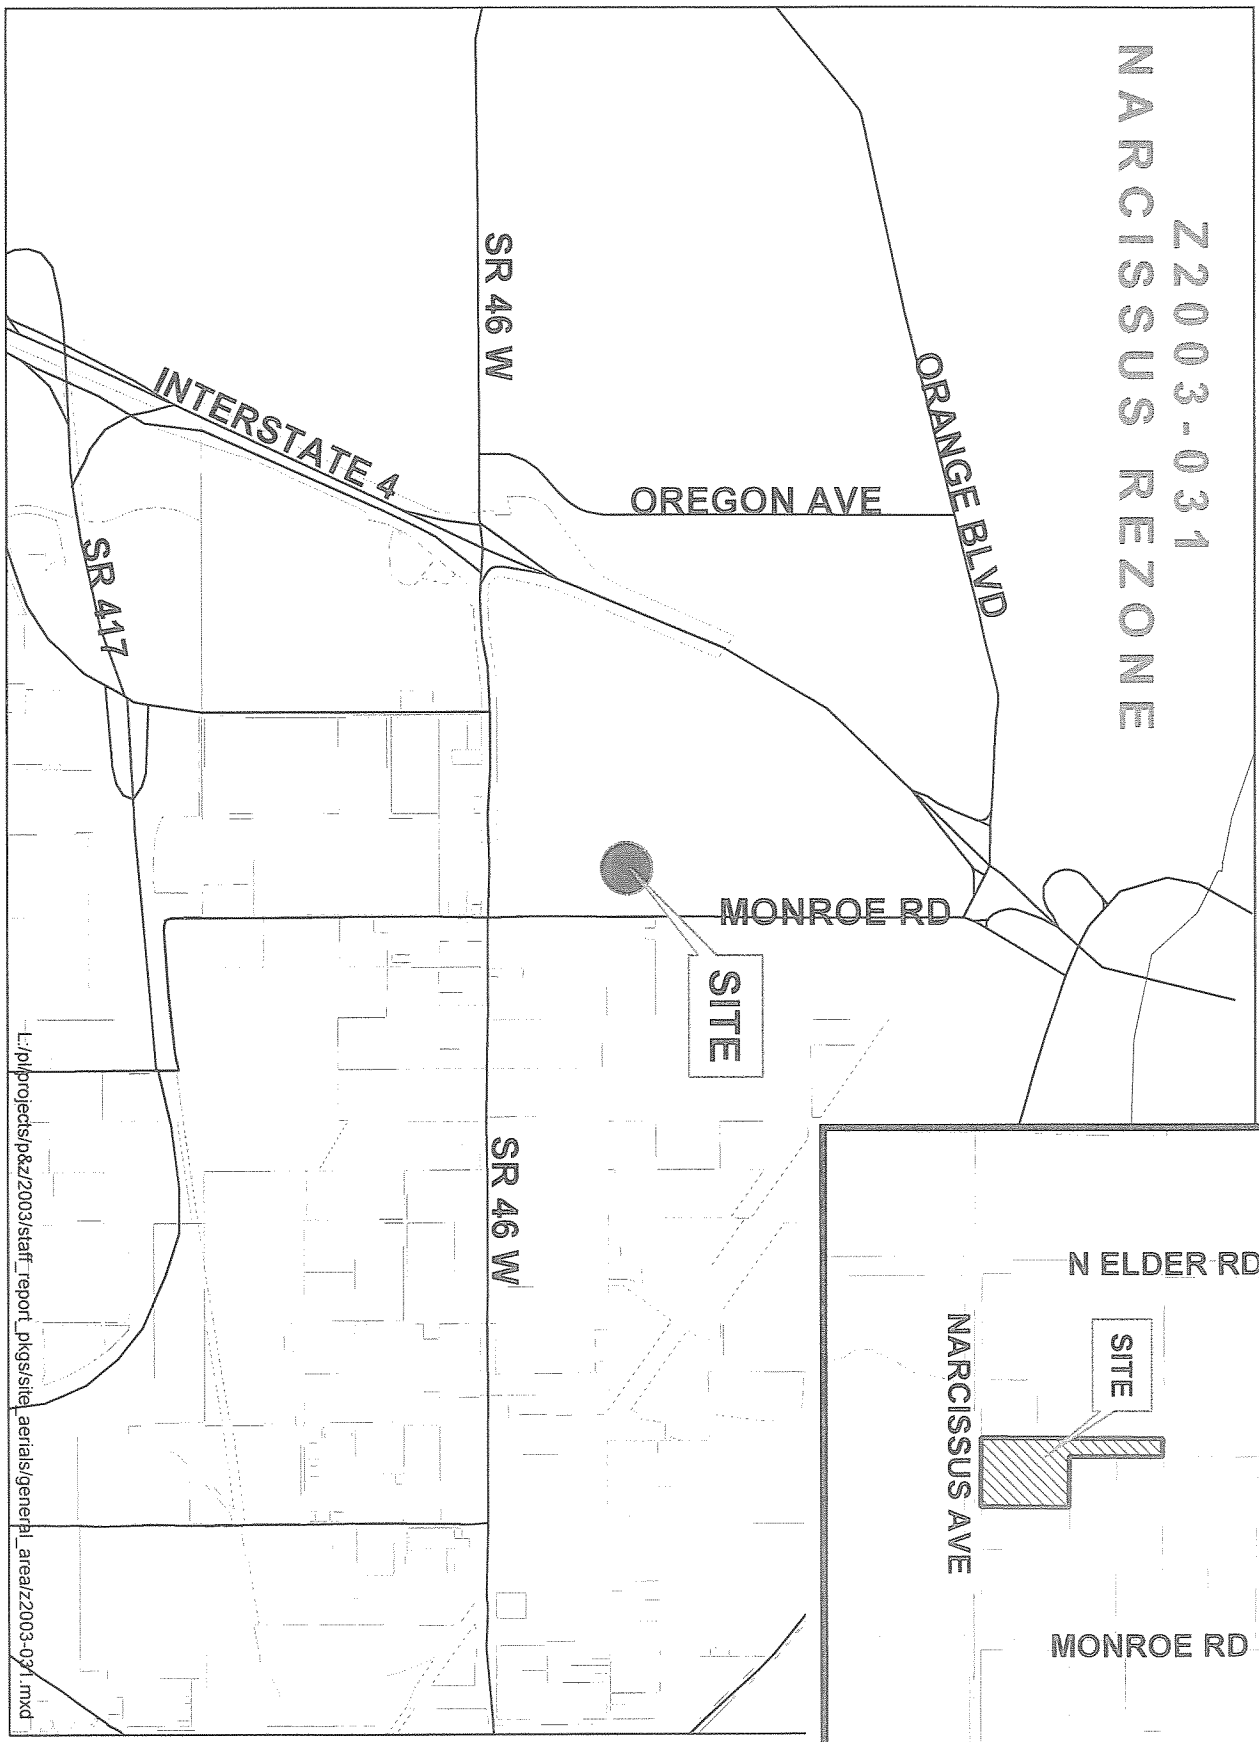 Z2003-031
NARCISSUS REZONE
ORANGE BLVD
OREGON AVE
SR 46 W
INTERSTATE 4
SR 417
MONROE RD
SITE
SR 46 W
N ELDER RD
SITE
NARCISSUS AVE
MONROE RD
L:/pl/projects/p&z/2003/staff_report_pkgs/site_aerials/general_area/z2003-031.mxd